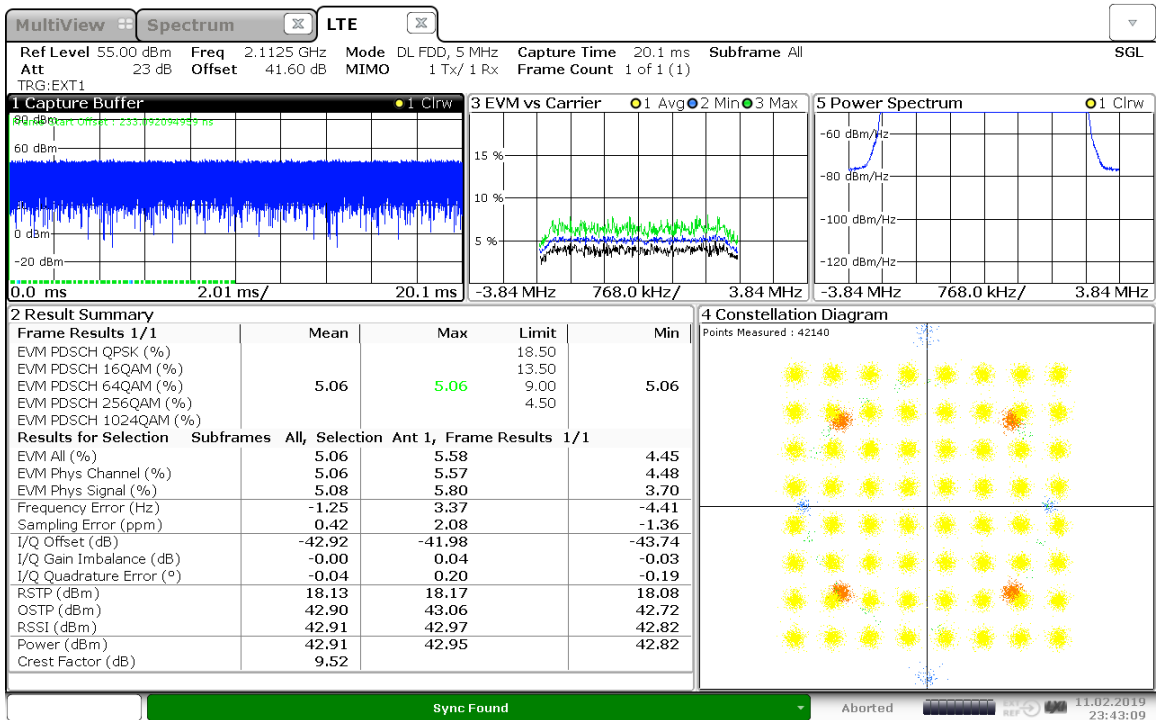 MultiView Spectrum LTE
Ref Level 55.00 dBm Freq 2.1125 GHz Mode DL FDD, 5 MHz Capture Time 20.1 ms Subframe All SGL
Att 23 dB Offset 41.60 dB MIMO 1 Tx/ 1 Rx Frame Count 1 of 1 (1)
TRG:EXT1
1 Capture Buffer 1 Clrw
80 dBm
Frame Start Offset : 233.092094959 ns
60 dBm
0 dBm
-20 dBm
0.0 ms 2.01 ms/ 20.1 ms
3 EVM vs Carrier 1 Avg 2 Min 3 Max
15 %
10 %
5 %
-3.84 MHz 768.0 kHz/ 3.84 MHz
5 Power Spectrum 1 Clrw
-60 dBm/Hz
-80 dBm/Hz
-100 dBm/Hz
-120 dBm/Hz
-3.84 MHz 768.0 kHz/ 3.84 MHz
2 Result Summary
Frame Results 1/1 Mean Max Limit Min
EVM PDSCH QPSK (%) 18.50
EVM PDSCH 16QAM (%) 13.50
EVM PDSCH 64QAM (%) 5.06 5.06 9.00 5.06
EVM PDSCH 256QAM (%) 4.50
EVM PDSCH 1024QAM (%)
Results for Selection Subframes All, Selection Ant 1, Frame Results 1/1
EVM All (%) 5.06 5.58 4.45
EVM Phys Channel (%) 5.06 5.57 4.48
EVM Phys Signal (%) 5.08 5.80 3.70
Frequency Error (Hz) -1.25 3.37 -4.41
Sampling Error (ppm) 0.42 2.08 -1.36
I/Q Offset (dB) -42.92 -41.98 -43.74
I/Q Gain Imbalance (dB) -0.00 0.04 -0.03
I/Q Quadrature Error (°) -0.04 0.20 -0.19
RSTP (dBm) 18.13 18.17 18.08
OSTP (dBm) 42.90 43.06 42.72
RSSI (dBm) 42.91 42.97 42.82
Power (dBm) 42.91 42.95 42.82
Crest Factor (dB) 9.52
4 Constellation Diagram
Points Measured : 42140
Sync Found
Aborted
EXT REF
11.02.2019
23:43:09